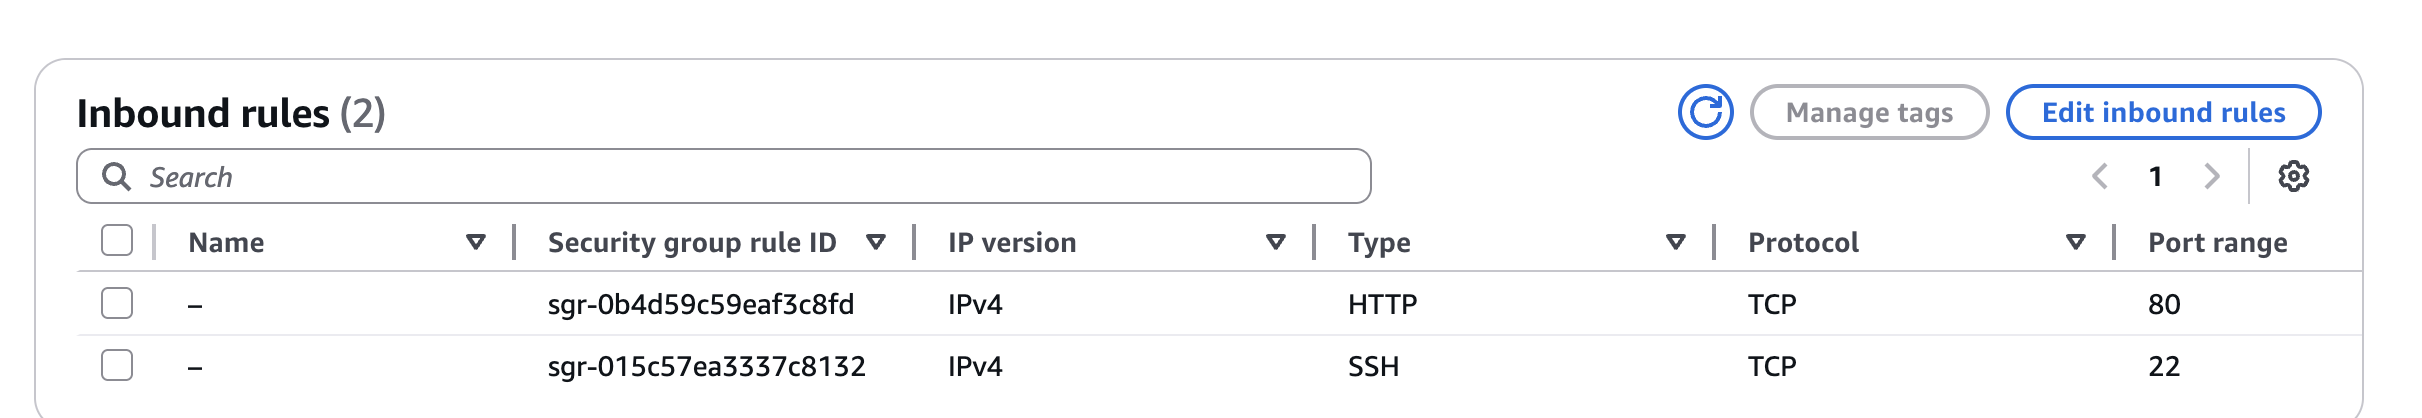 Inbound rules (2)
Manage tags
Edit inbound rules
Search
1
Name Security group rule ID IP version Type Protocol Port range
– sgr-0b4d59c59eaf3c8fd IPv4 HTTP TCP 80
– sgr-015c57ea3337c8132 IPv4 SSH TCP 22